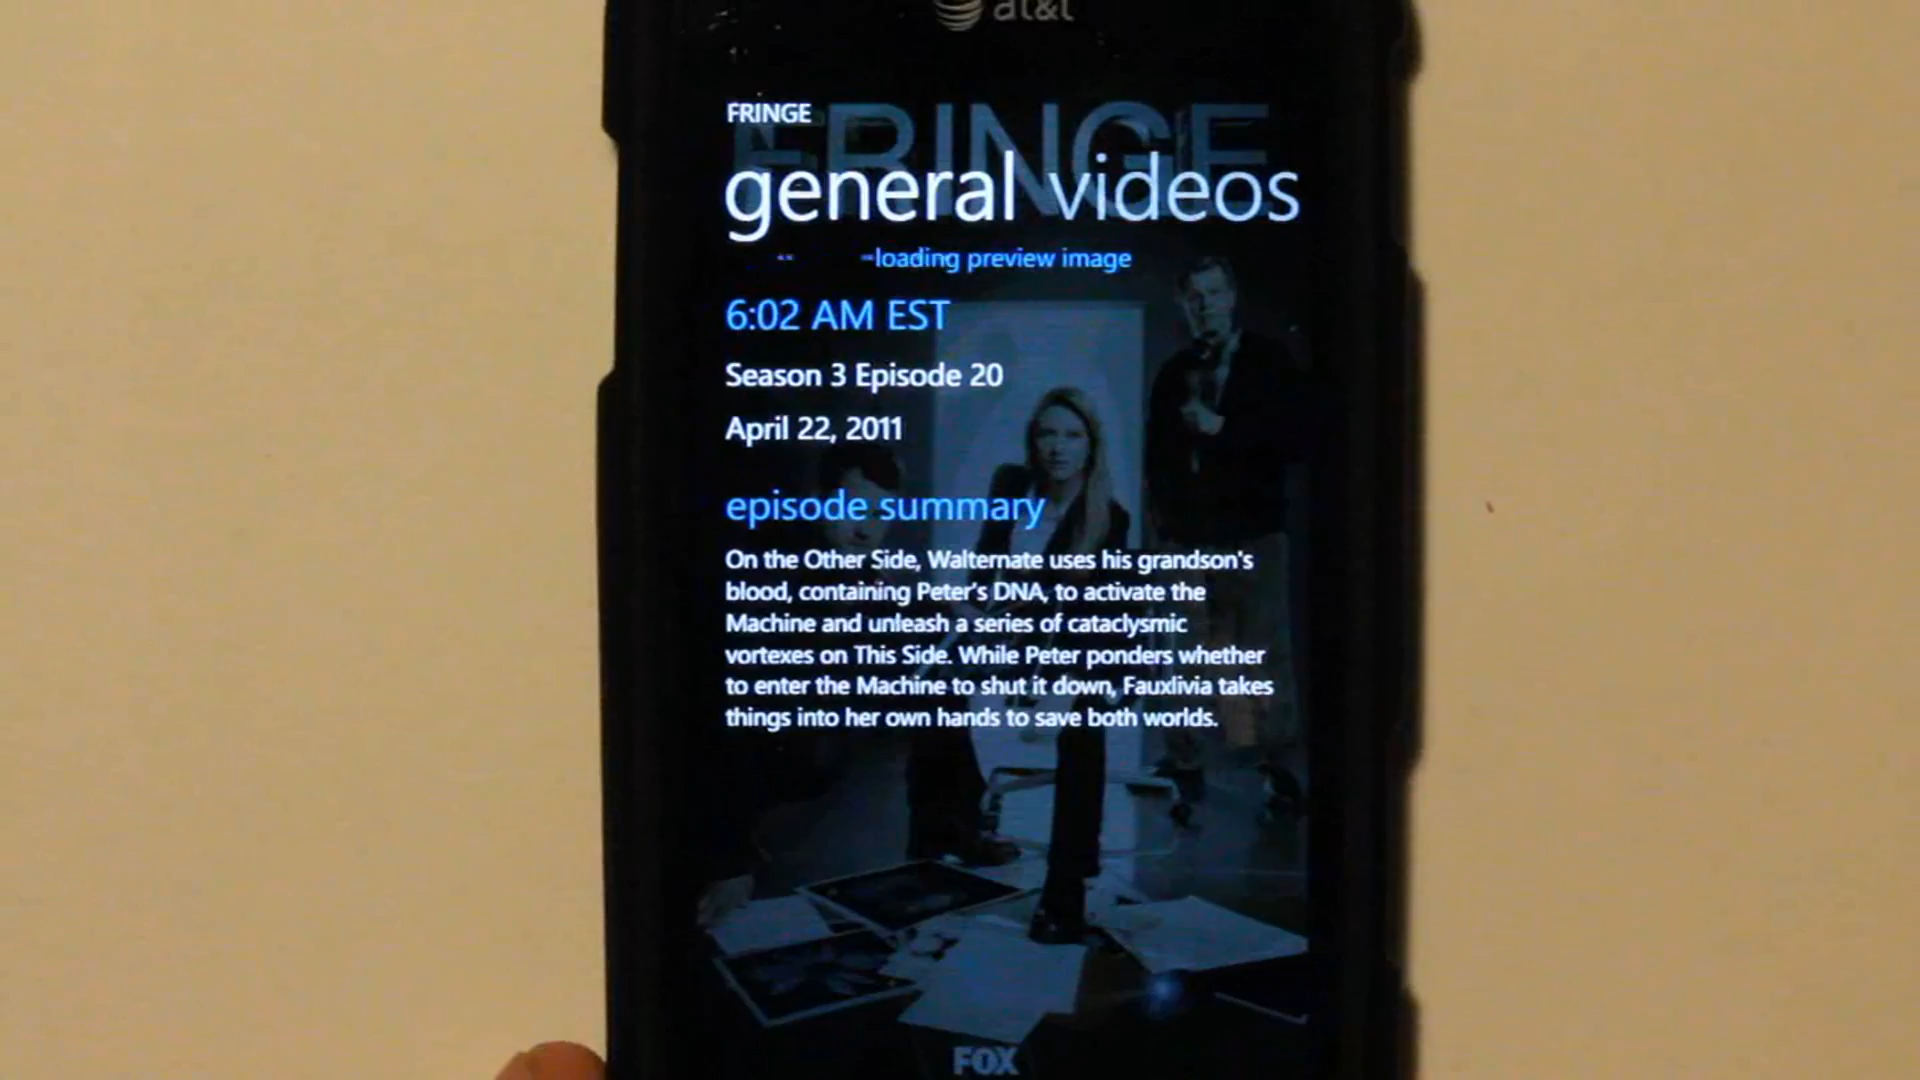 at&t
FRINGE
FRINGE
general videos
loading preview image
6:02 AM EST
Season 3 Episode 20
April 22, 2011
episode summary
On the Other Side, Walternate uses his grandson's
blood, containing Peter's DNA, to activate the
Machine and unleash a series of cataclysmic
vortexes on This Side. While Peter ponders whether
to enter the Machine to shut it down, Fauxlivia takes
things into her own hands to save both worlds.
FOX